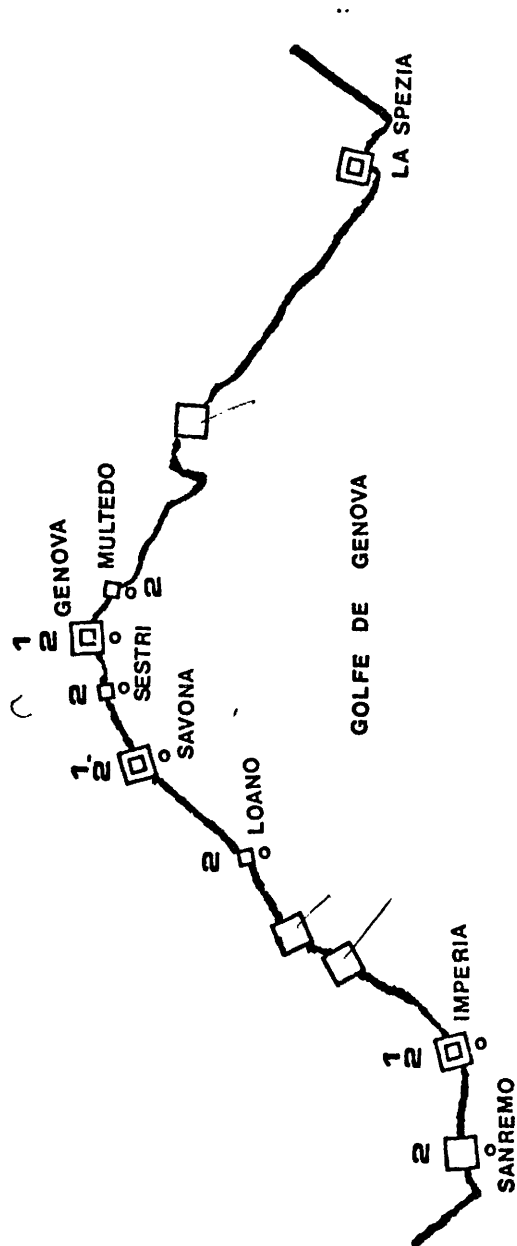 SANREMO
2
IMPERIA
1
2
LOANO
2
SAVONA
1
2
SESTRI
2
GENOVA
1
2
MULTEDO
2
GOLFE DE GENOVA
LA SPEZIA